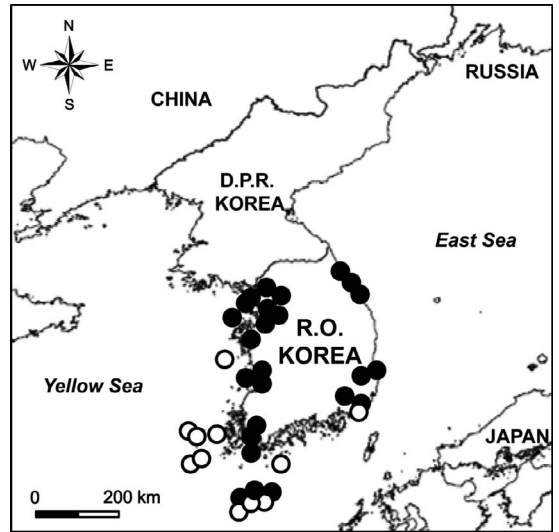 N
W E
S
RUSSIA
CHINA
D.P.R.
KOREA
East Sea
R.O.
KOREA
Yellow Sea
JAPAN
0 200 km